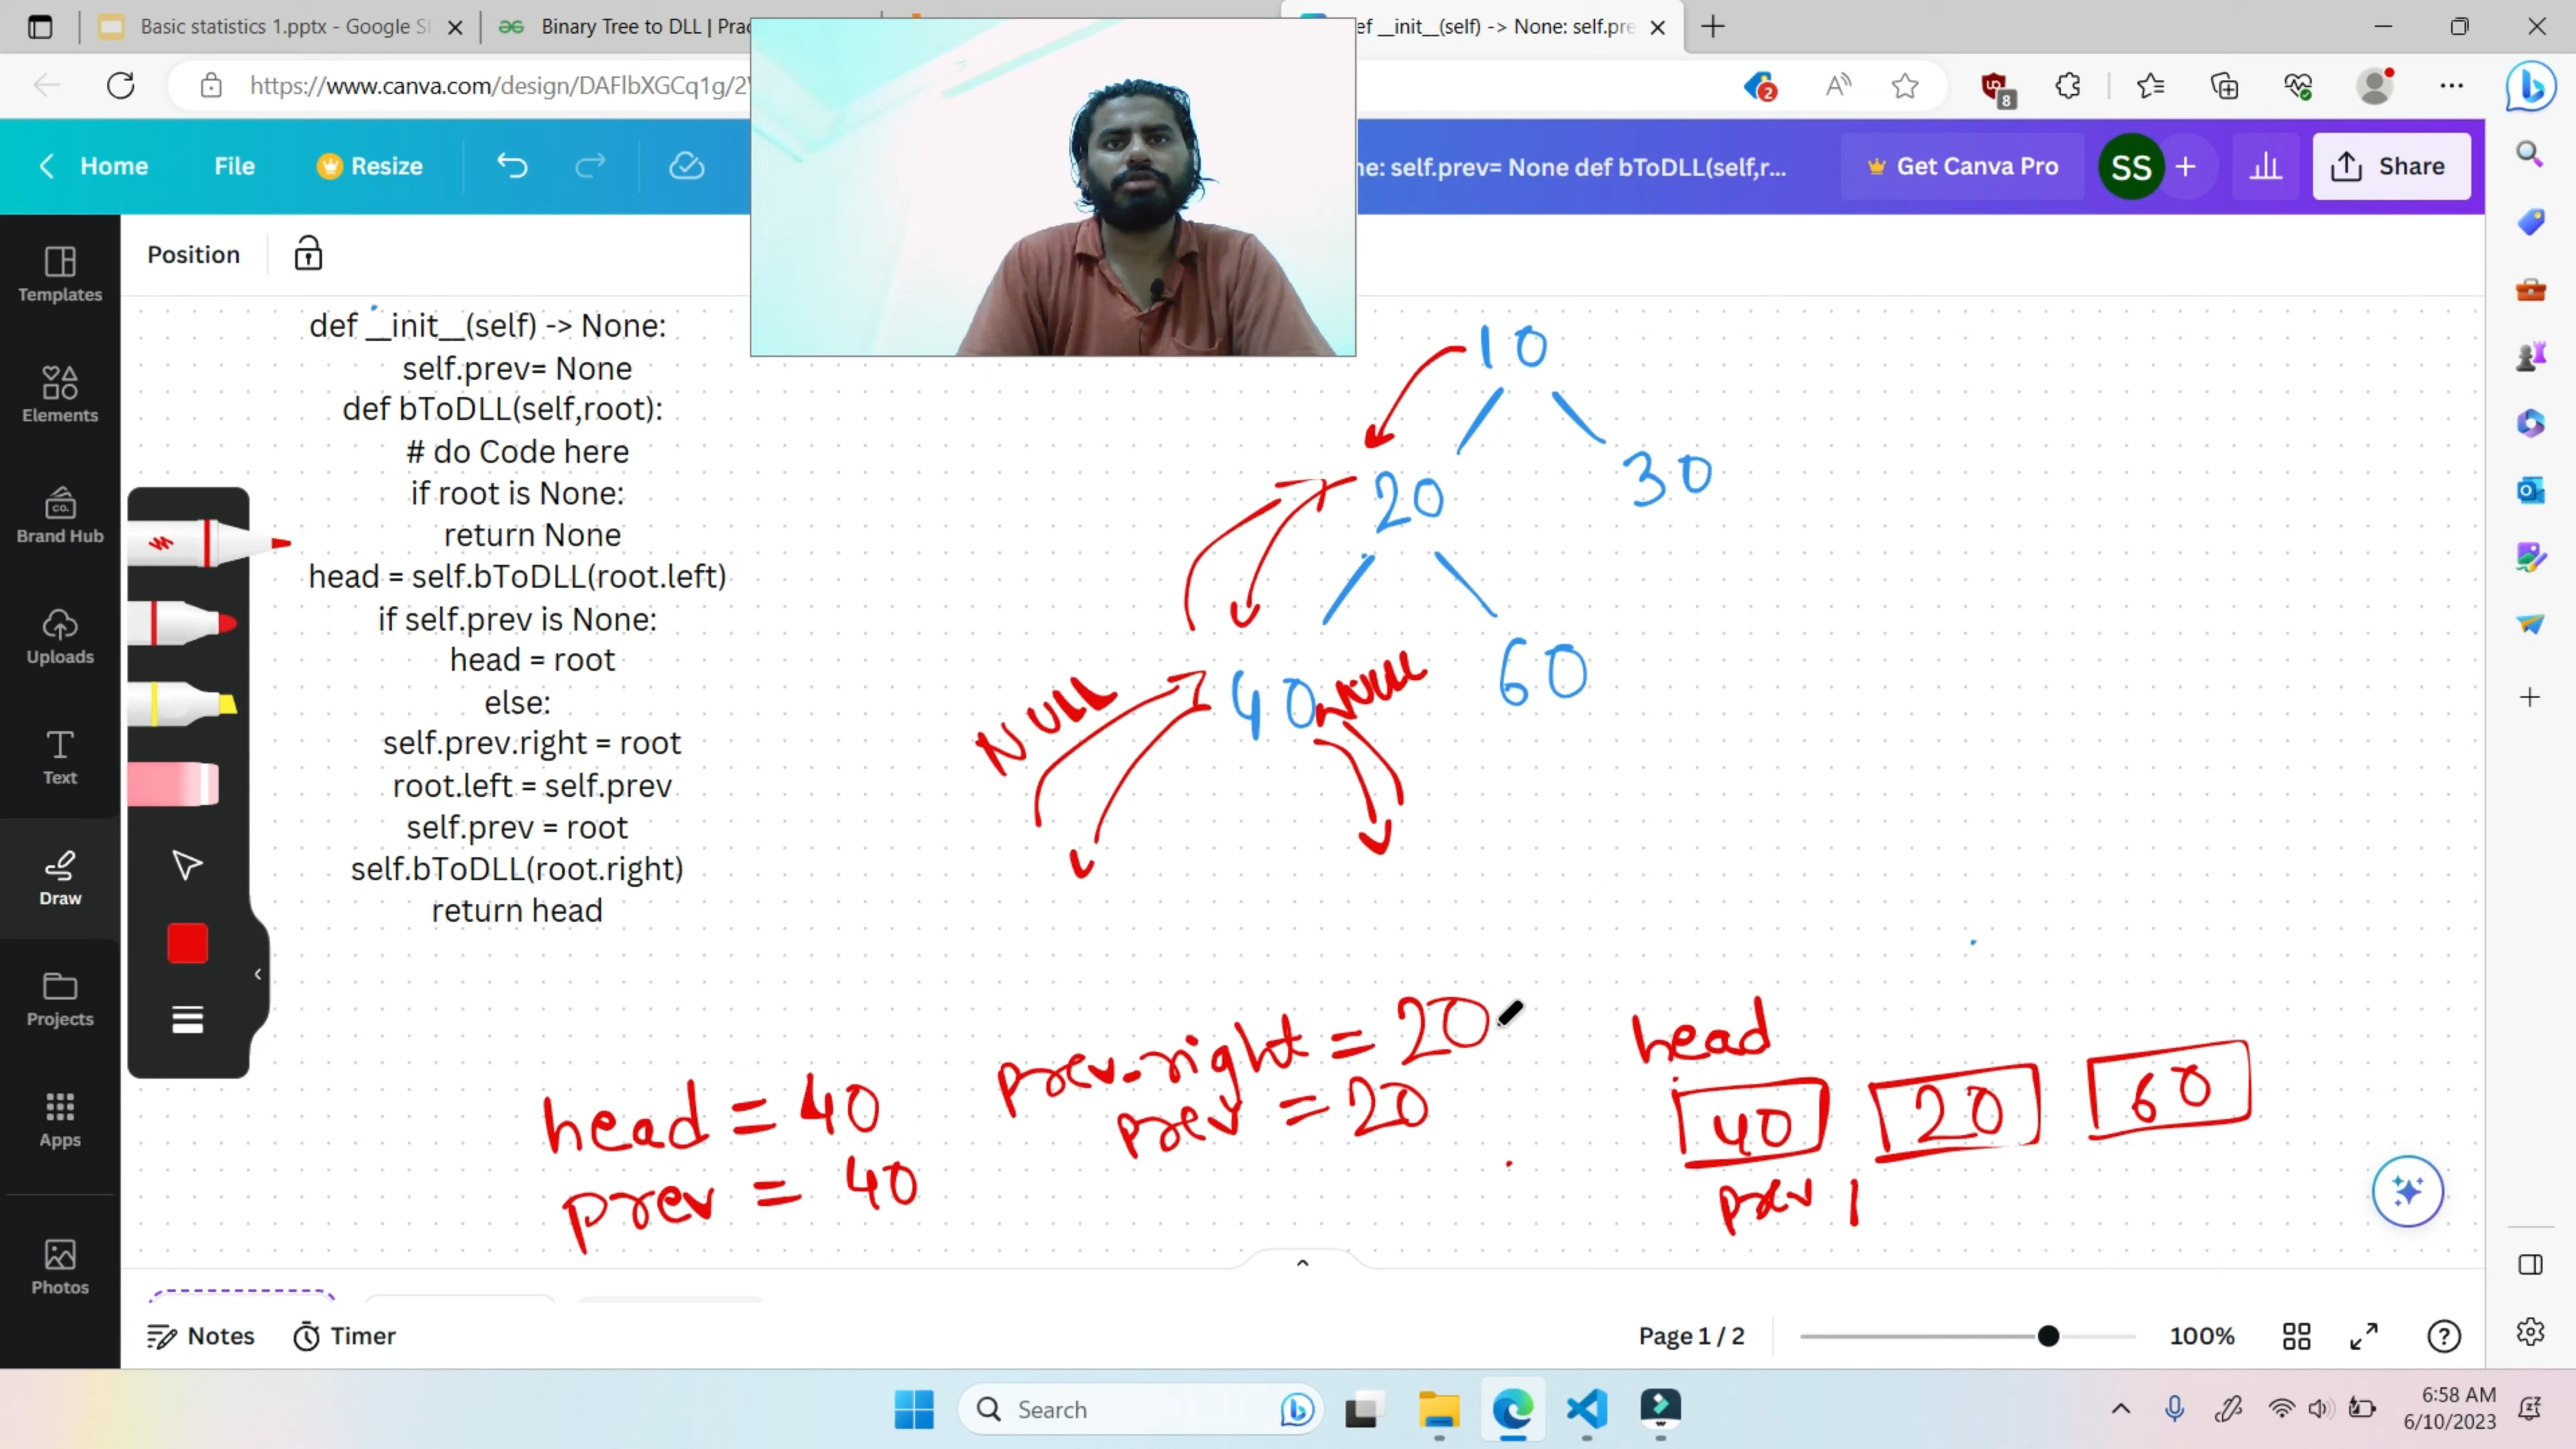 Basic statistics 1.pptx - Google Sl
Binary Tree to DLL | Prac
ef __init__(self) -> None: self.pre
https://www.canva.com/design/DAFlbXGCq1g/2
2
8
Home
File
Resize
ne: self.prev= None def bToDLL(self,r...
Get Canva Pro
SS
Share
Position
Templates
Elements
Brand Hub
Uploads
Text
Draw
Projects
Apps
Photos
def __init__(self) -> None:
self.prev= None
def bToDLL(self,root):
# do Code here
if root is None:
return None
head = self.bToDLL(root.left)
if self.prev is None:
head = root
else:
self.prev.right = root
root.left = self.prev
self.prev = root
self.bToDLL(root.right)
return head
10
20
30
40
60
NULL
NULL
head = 40
prev = 40
prev.right = 20
prev = 20
head
40
20
60
prev
Notes
Timer
Page 1 / 2
100%
Search
6:58 AM
6/10/2023